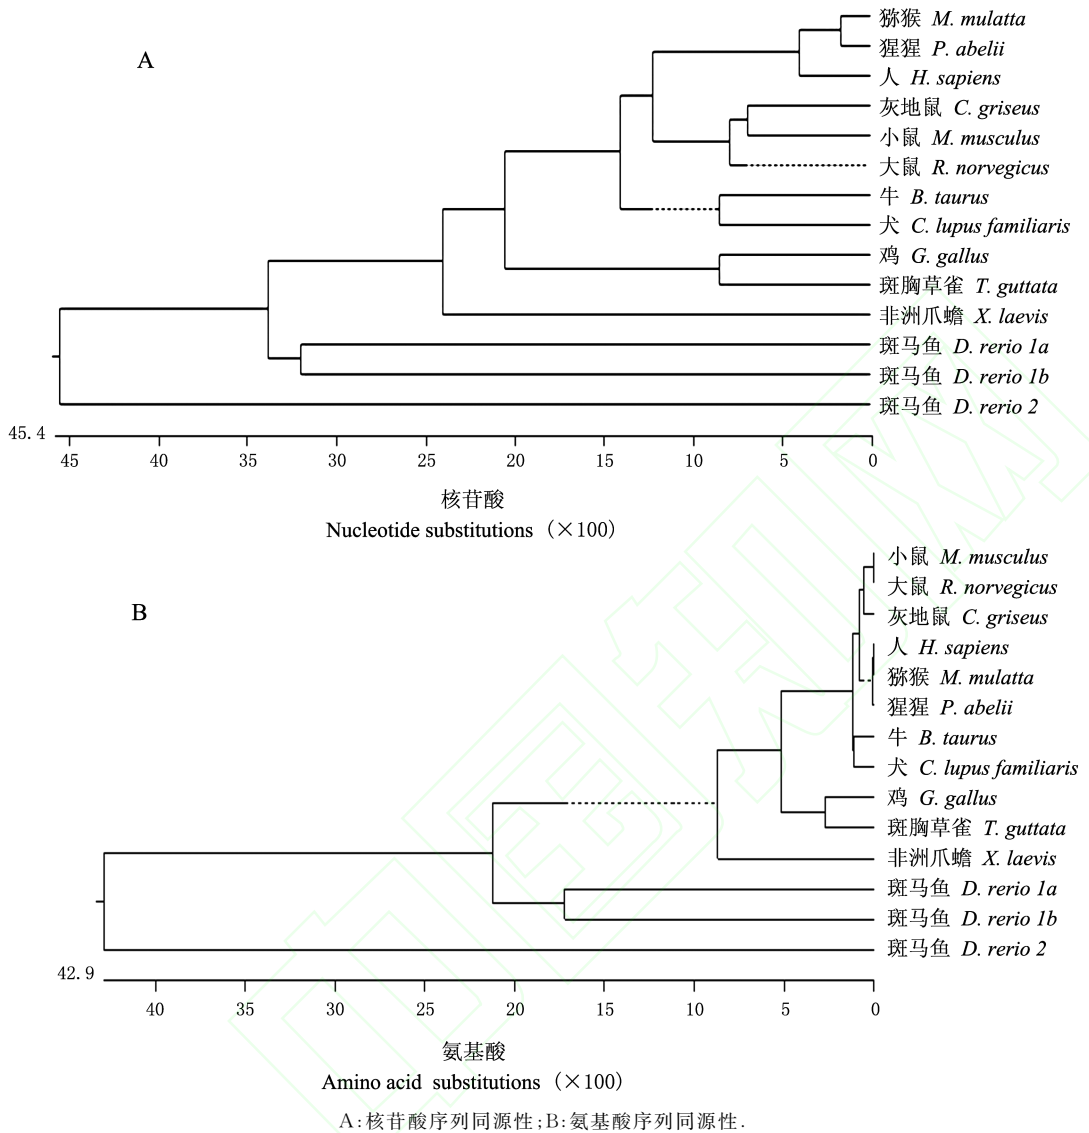 A
猕猴 M. mulatta
猩猩 P. abelii
人 H. sapiens
灰地鼠 C. griseus
小鼠 M. musculus
大鼠 R. norvegicus
牛 B. taurus
犬 C. lupus familiaris
鸡 G. gallus
斑胸草雀 T. guttata
非洲爪蟾 X. laevis
斑马鱼 D. rerio 1a
斑马鱼 D. rerio 1b
斑马鱼 D. rerio 2
45.4
45 40 35 30 25 20 15 10 5 0
核苷酸
Nucleotide substitutions (×100)
B
小鼠 M. musculus
大鼠 R. norvegicus
灰地鼠 C. griseus
人 H. sapiens
猕猴 M. mulatta
猩猩 P. abelii
牛 B. taurus
犬 C. lupus familiaris
鸡 G. gallus
斑胸草雀 T. guttata
非洲爪蟾 X. laevis
斑马鱼 D. rerio 1a
斑马鱼 D. rerio 1b
斑马鱼 D. rerio 2
42.9
40 35 30 25 20 15 10 5 0
氨基酸
Amino acid substitutions (×100)
A:核苷酸序列同源性;B:氨基酸序列同源性.